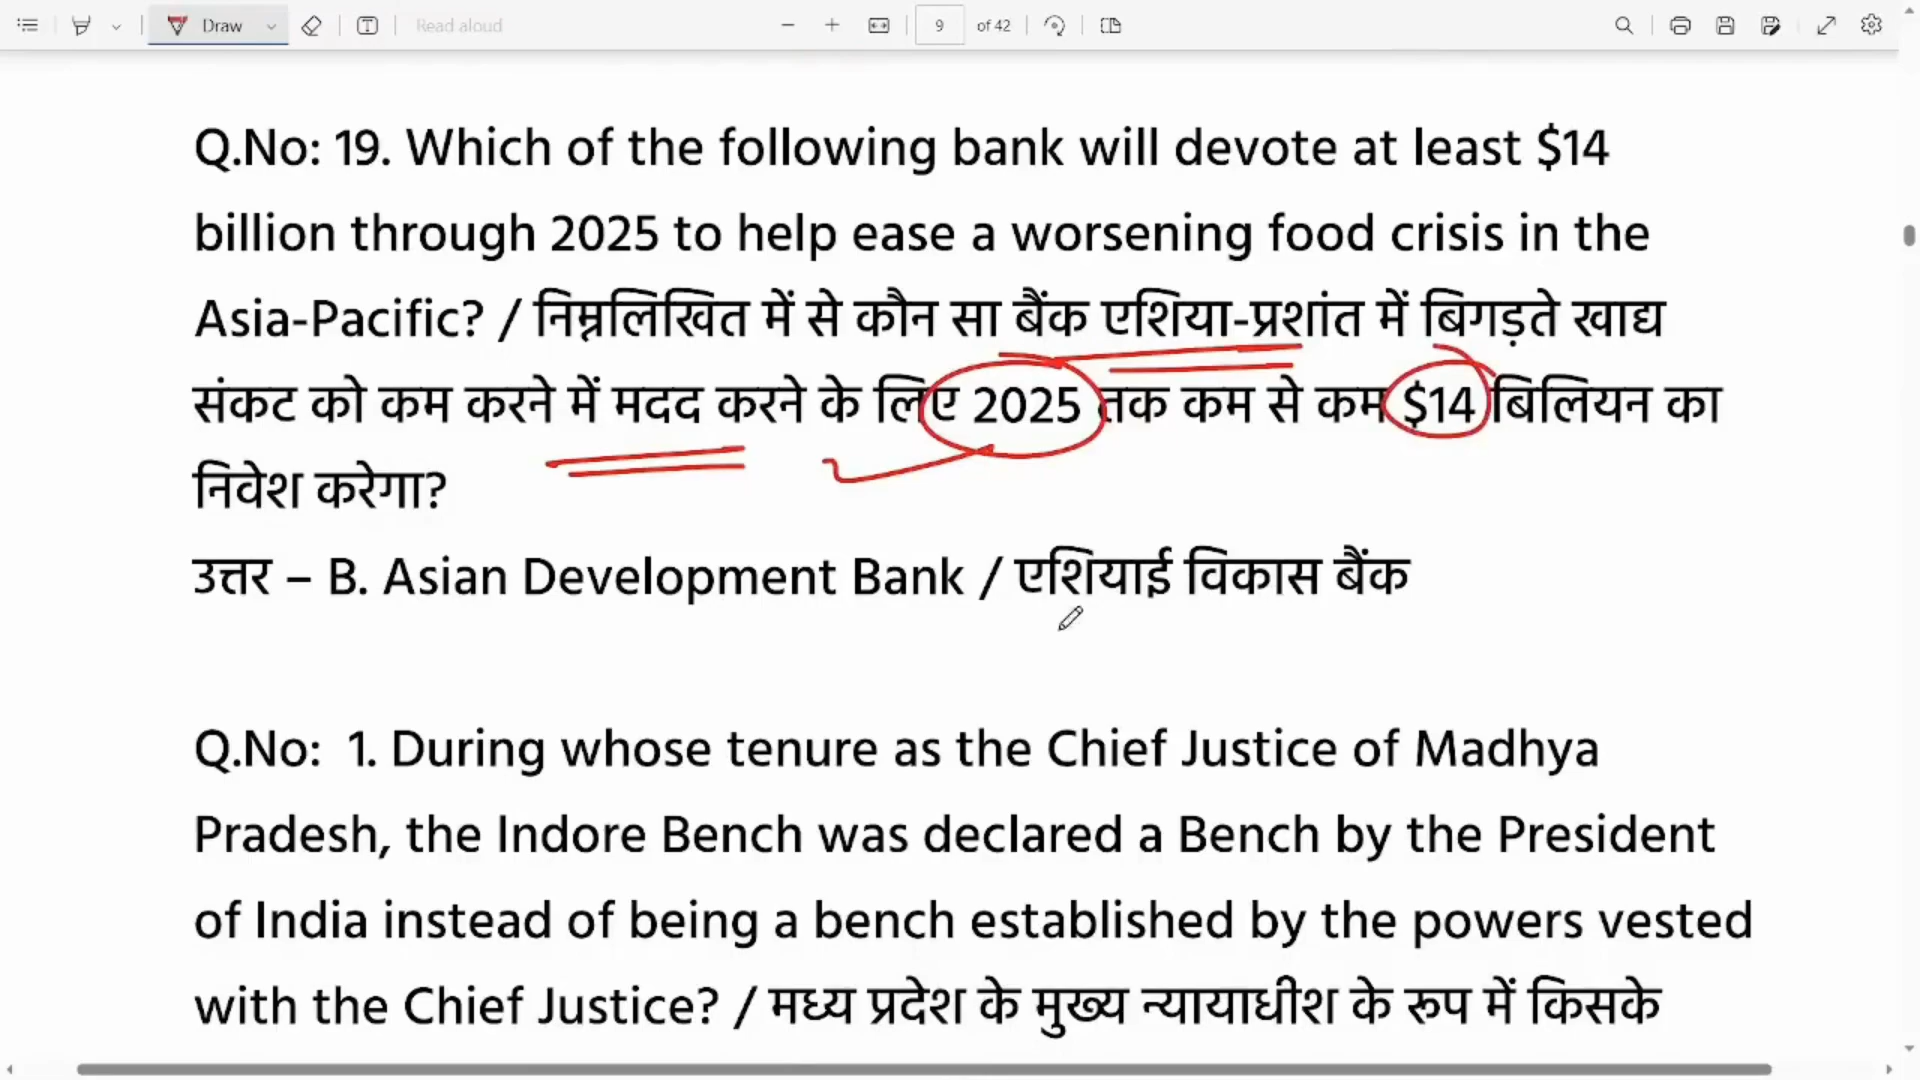 Draw
Read aloud
9 of 42
Q.No: 19. Which of the following bank will devote at least $14
billion through 2025 to help ease a worsening food crisis in the
Asia-Pacific? / निम्नलिखित में से कौन सा बैंक एशिया-प्रशांत में बिगड़ते खाद्य
संकट को कम करने में मदद करने के लिए 2025 तक कम से कम $14 बिलियन का
निवेश करेगा?
उत्तर – B. Asian Development Bank / एशियाई विकास बैंक
Q.No: 1. During whose tenure as the Chief Justice of Madhya
Pradesh, the Indore Bench was declared a Bench by the President
of India instead of being a bench established by the powers vested
with the Chief Justice? / मध्य प्रदेश के मुख्य न्यायाधीश के रूप में किसके